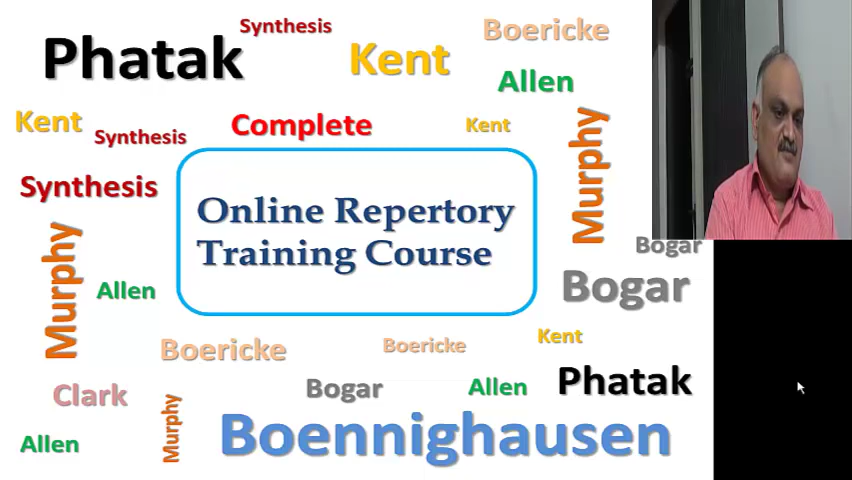 Synthesis
Phatak
Kent
Boericke
Allen
Kent
Synthesis
Complete
Kent
Murphy
Synthesis
Online Repertory
Training Course
Murphy
Allen
Bogar
Bogar
Boericke
Boericke
Kent
Clark
Murphy
Bogar
Allen
Phatak
Allen
Boennighausen